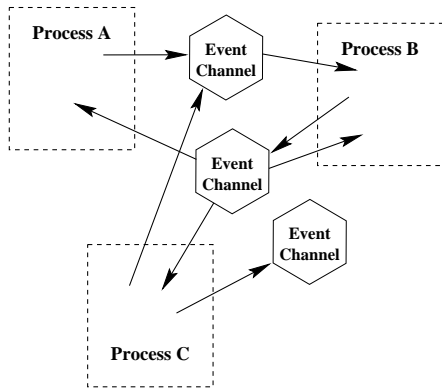 Process A
Event
Channel
Process B
Event
Channel
Event
Channel
Process C